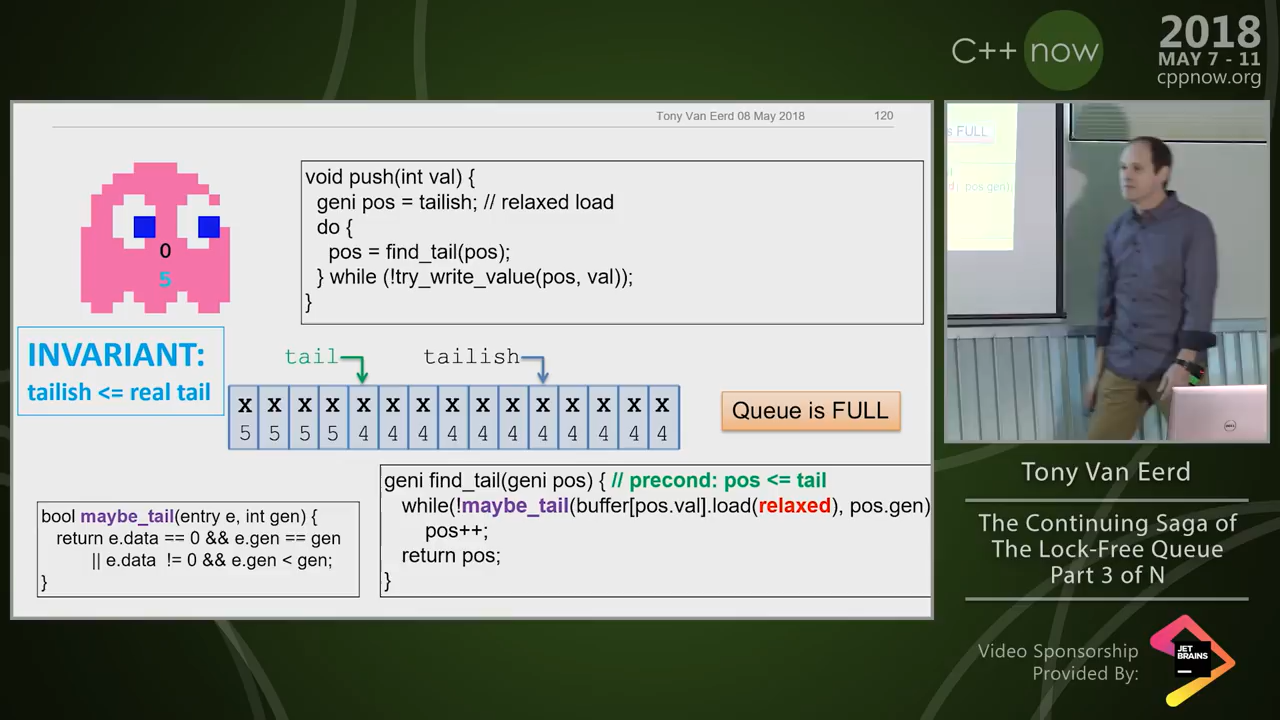 C++ now
2018
MAY 7 - 11
cppnow.org
Tony Van Eerd 08 May 2018
120
void push(int val) {
geni pos = tailish; // relaxed load
do {
pos = find_tail(pos);
} while (!try_write_value(pos, val));
}
0
5
INVARIANT:
tailish <= real tail
tail
tailish
x x x x x x x x x x x x x x x
5 5 5 5 4 4 4 4 4 4 4 4 4 4 4
Queue is FULL
bool maybe_tail(entry e, int gen) {
return e.data == 0 && e.gen == gen
|| e.data != 0 && e.gen < gen;
}
geni find_tail(geni pos) { // precond: pos <= tail
while(!maybe_tail(buffer[pos.val].load(relaxed), pos.gen)
pos++;
return pos;
}
s FULL
pos.gen)
DELL
Tony Van Eerd
The Continuing Saga of
The Lock-Free Queue
Part 3 of N
Video Sponsorship
Provided By:
JET
BRAINS